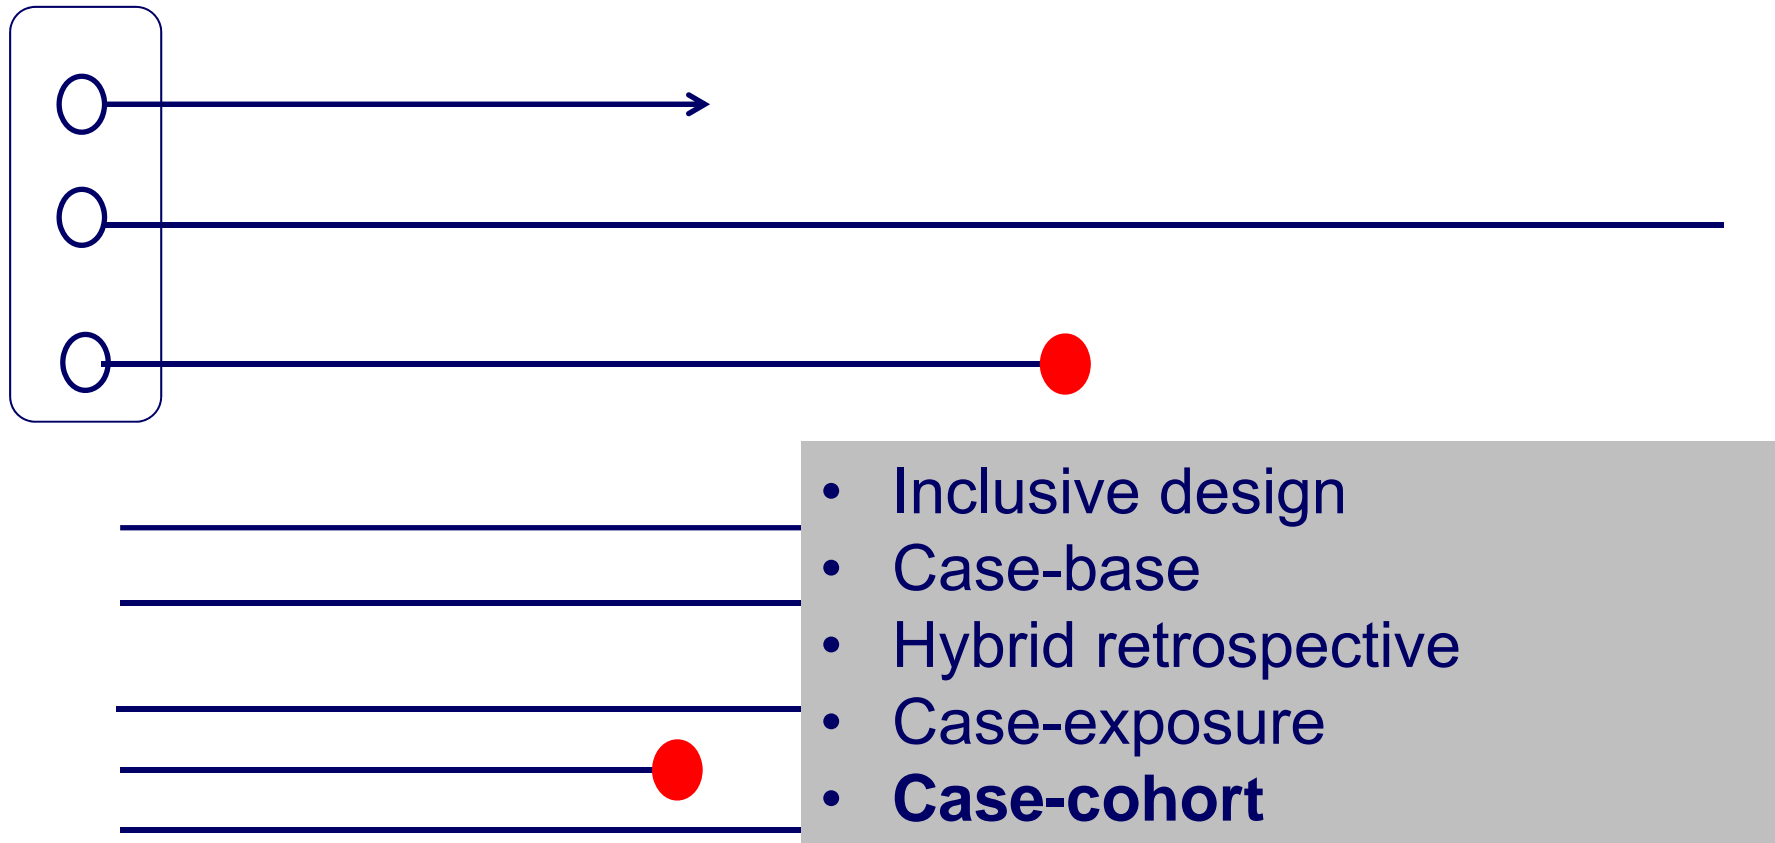 • Inclusive design
• Case-base
• Hybrid retrospective
• Case-exposure
• Case-cohort